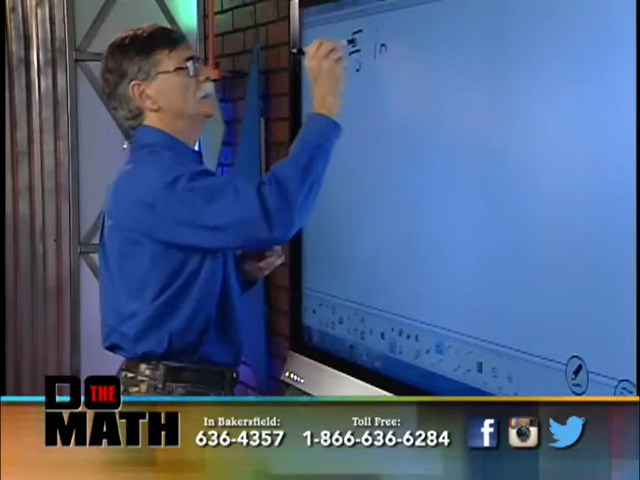 DO THE MATH
In Bakersfield: 636-4357
Toll Free: 1-866-636-6284